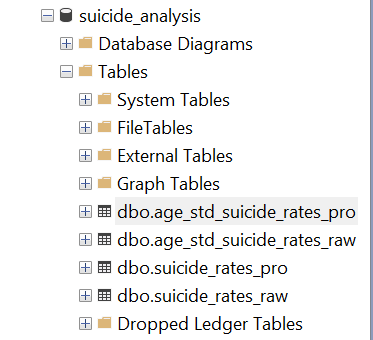 suicide_analysis
Database Diagrams
Tables
System Tables
FileTables
External Tables
Graph Tables
dbo.age_std_suicide_rates_pro
dbo.age_std_suicide_rates_raw
dbo.suicide_rates_pro
dbo.suicide_rates_raw
Dropped Ledger Tables